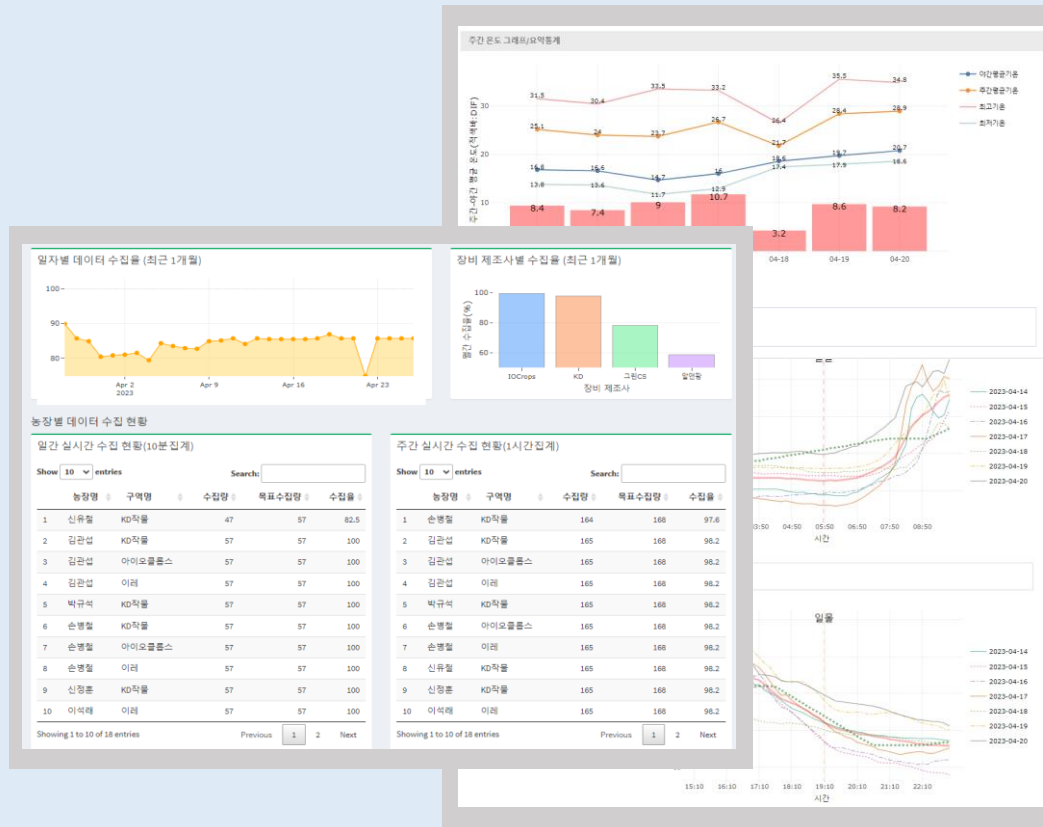 주간 온도 그래프/요약통계
주간-야간 평균 온도(적색바:DIF)
30
20
10
31.5
30.4
33.5
33.2
26.4
35.5
34.8
25.1
24
23.7
26.7
21.7
28.4
28.9
16.8
16.6
14.7
16
18.6
19.7
20.7
13.8
13.6
11.7
12.9
17.4
17.9
18.6
8.4
7.4
9
10.7
3.2
8.6
8.2
04-18
04-19
04-20
야간평균기온
주간평균기온
최고기온
최저기온
일자별 데이터 수집율 (최근 1개월)
100
90
80
Apr 2
2023
Apr 9
Apr 16
Apr 23
장비 제조사별 수집율 (최근 1개월)
월간 수집율(%)
100
80
60
IOCrops
KD
그린CS
장비 제조사
농장별 데이터 수집 현황
일간 실시간 수집 현황(10분집계)
Show 10 entries
Search:
농장명 구역명 수집량 목표수집량 수집율
1 신유철 KD작물 47 57 82.5
2 김관섭 KD작물 57 57 100
3 김관섭 아이오크롭스 57 57 100
4 김관섭 이레 57 57 100
5 박규석 KD작물 57 57 100
6 손병철 KD작물 57 57 100
7 손병철 아이오크롭스 57 57 100
8 손병철 이레 57 57 100
9 신정훈 KD작물 57 57 100
10 이석래 이레 57 57 100
Showing 1 to 10 of 18 entries
Previous 1 2 Next
주간 실시간 수집 현황(1시간집계)
Show 10 entries
Search:
농장명 구역명 수집량 목표수집량 수집율
1 손병철 KD작물 164 168 97.6
2 김관섭 KD작물 165 168 98.2
3 김관섭 아이오크롭스 165 168 98.2
4 김관섭 이레 165 168 98.2
5 박규석 KD작물 165 168 98.2
6 손병철 아이오크롭스 165 168 98.2
7 손병철 이레 165 168 98.2
8 신유철 KD작물 165 168 98.2
9 신정훈 KD작물 165 168 98.2
10 이석래 이레 165 168 98.2
Showing 1 to 10 of 18 entries
Previous 1 2 Next
2023-04-14
2023-04-15
2023-04-16
2023-04-17
2023-04-18
2023-04-19
2023-04-20
3:50
04:50
05:50
06:50
07:50
08:50
시간
일몰
2023-04-14
2023-04-15
2023-04-16
2023-04-17
2023-04-18
2023-04-19
2023-04-20
15:10
16:10
17:10
18:10
19:10
20:10
21:10
22:10
시간